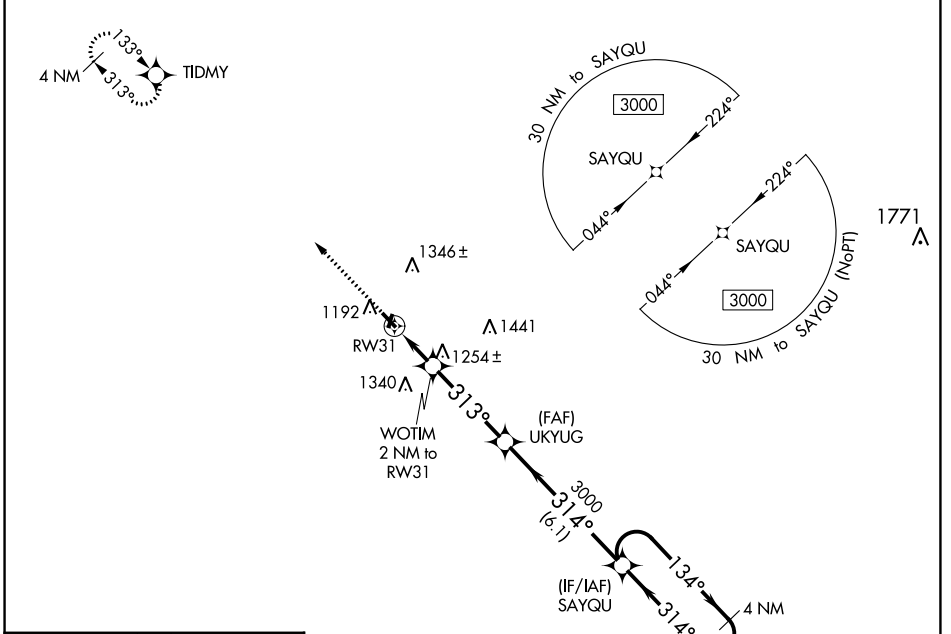 133°
4 NM
313°
TIDMY
30 NM to SAYQU
3000
224°
SAYQU
044°
224°
SAYQU
044°
3000
30 NM to SAYQU (NoPT)
1771
1346±
1192
RW31
1441
1254±
1340
313°
WOTIM
2 NM to
RW31
(FAF)
UKYUG
3000
314°
(6.1)
(IF/IAF)
SAYQU
134°
4 NM
314°